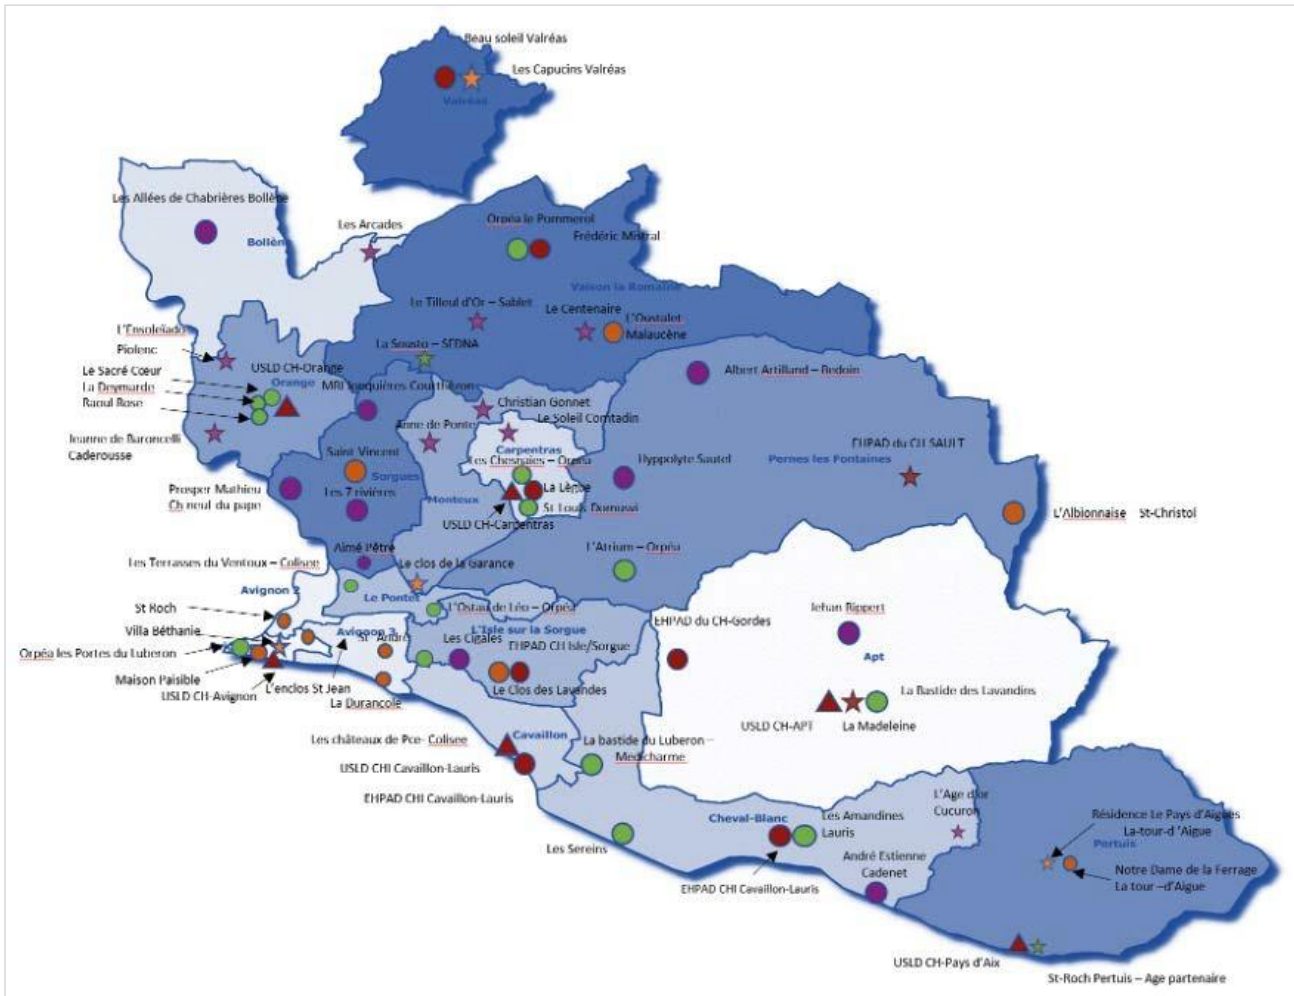 Beau soleil Valréas
Les Capucins Valréas
Valréas
Les Allées de Chabrières Bollène
Bollèn
Les Arcades
Orpéa le Pommerol
Frédéric Mistral
Vaison la Romaine
Le Tilleul d'Or – Sablet
Le Centenaire
L'Oustalet
Malaucène
La Sousto – SEDNA
L'Ensoleïado
Piolenc
USLD CH-Orange
Le Sacré Cœur
La Deymarde
Raoul Rose
Orange
MRI Jonquières Courthézon
Albert Artilland – Bedoin
Christian Gonnet
Le Soleil Comtadin
Anne de Ponte
Jeanne de Baroncelli
Caderousse
Carpentras
Les Chesnaies – Orpéa
Saint Vincent
Sorgues
Hyppolyte Sautel
EHPAD du CH SAULT
Pernes les Fontaines
Prosper Mathieu
Ch neuf du pape
Les 7 rivières
Monteux
La Lègue
St Louis Domuswi
USLD CH-Carpentras
L'Albionnaise St-Christol
Aimé Pêtre
L'Atrium – Orpéa
Les Terrasses du Ventoux – Colisee
Le clos de la Garance
Avignon 2
Le Pontet
St Roch
L'Ostau de Léo – Orpéa
Jehan Rippert
Villa Béthanie
Avignon 3
St André
L'Isle sur la Sorgue
Les Cigales
EHPAD CH Isle/Sorgue
EHPAD du CH-Gordes
Apt
Orpéa les Portes du Luberon
Maison Paisible
USLD CH-Avignon
L'enclos St Jean
La Durancole
Le Clos des Lavandes
La Bastide des Lavandins
USLD CH-APT
La Madeleine
Les châteaux de Pce- Colisee
Cavaillon
La bastide du Luberon –
Medicharme
USLD CHI Cavaillon-Lauris
EHPAD CHI Cavaillon-Lauris
L'Age d'or
Cucuron
Cheval-Blanc
Les Amandines
Lauris
Résidence Le Pays d'Aigues
La-tour-d 'Aigue
Pertuis
Les Sereins
André Estienne
Cadenet
Notre Dame de la Ferrage
La tour –d'Aigue
EHPAD CHI Cavaillon-Lauris
USLD CH-Pays d'Aix
St-Roch Pertuis – Age partenaire